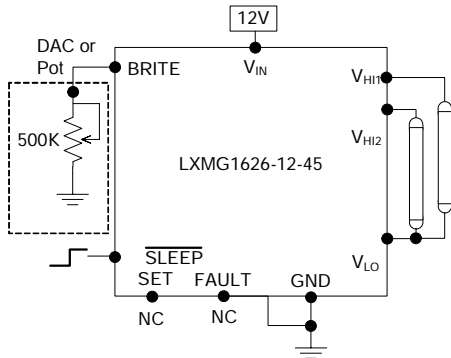 12V
DAC or
Pot
BRITE
V_IN
V_HI1
500K
V_HI2
LXMG1626-12-45
SLEEP
V_LO
SET FAULT GND
NC NC